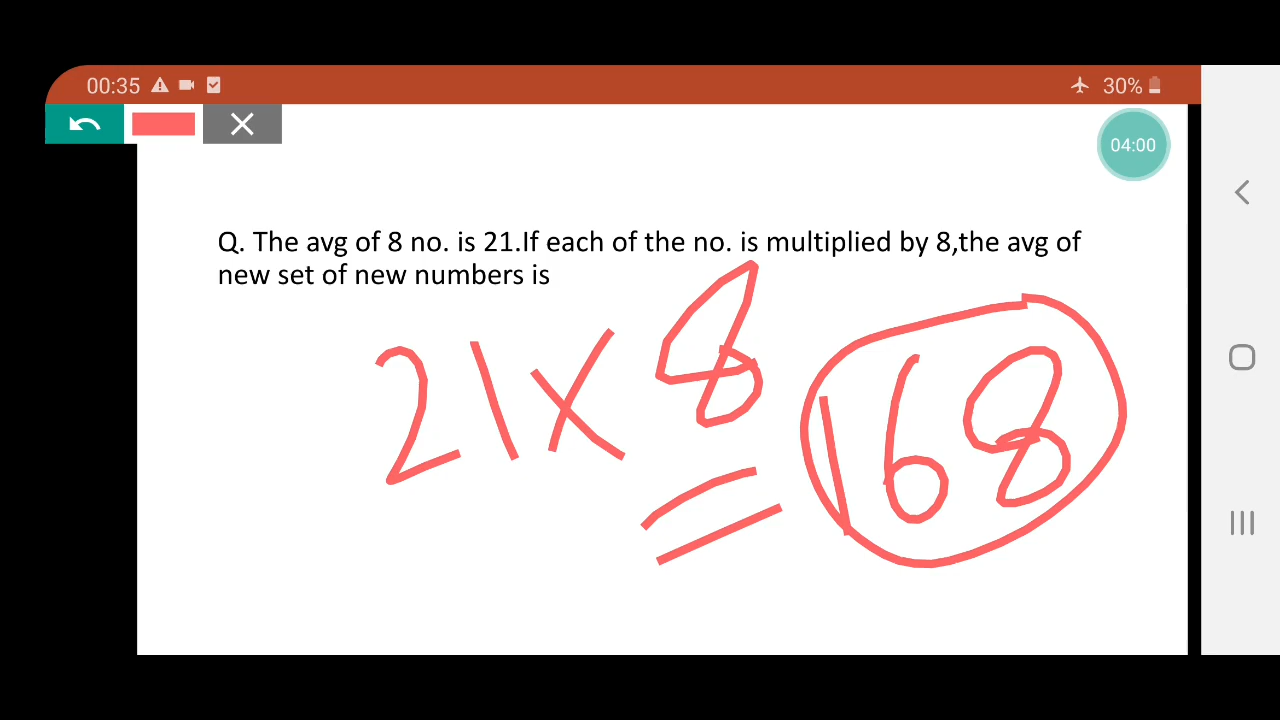 00:35
30%
04:00
Q. The avg of 8 no. is 21.If each of the no. is multiplied by 8,the avg of
new set of new numbers is
21 x 8 = 168